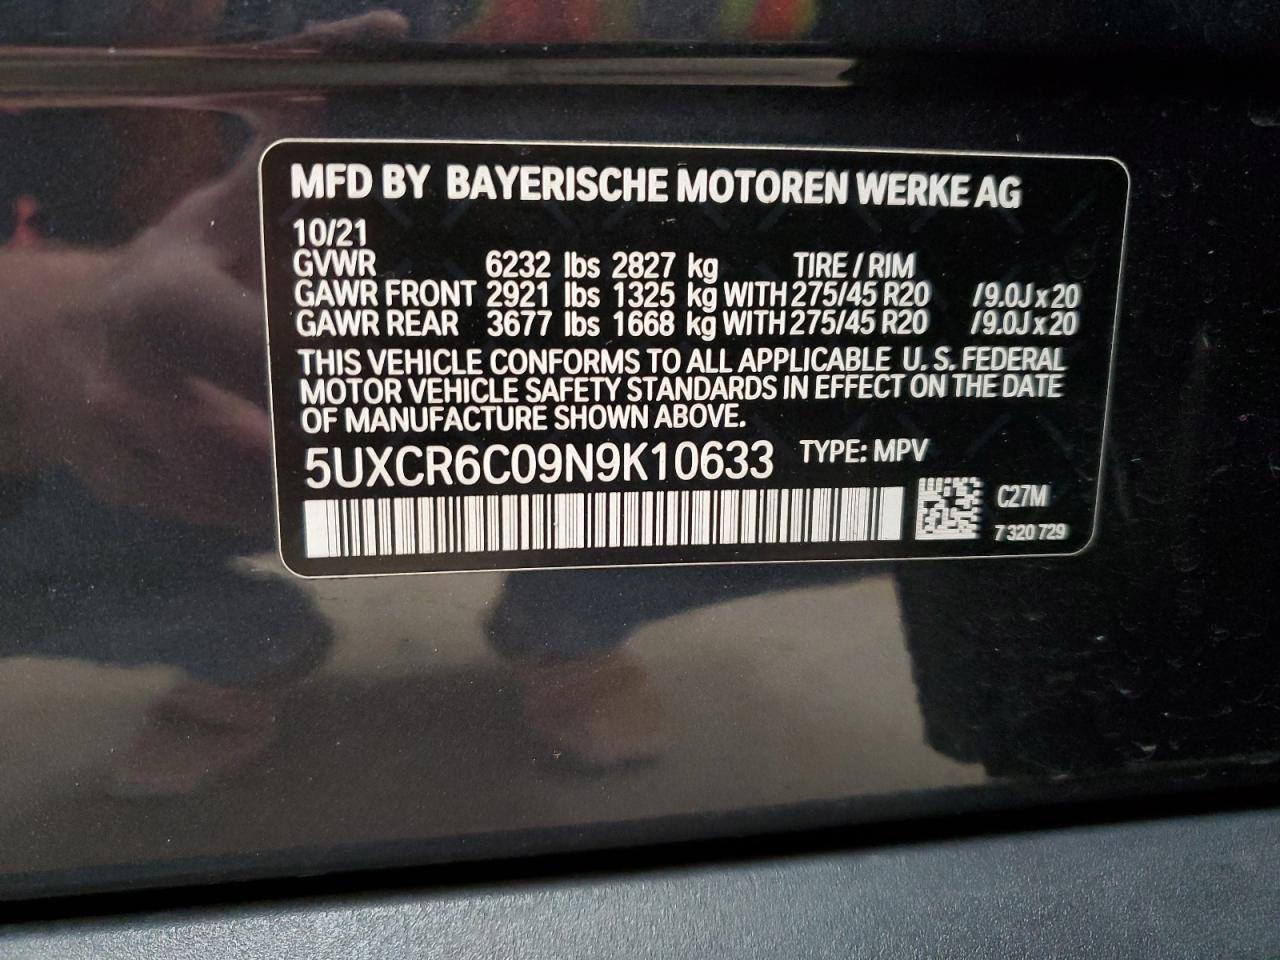 MFD BY BAYERISCHE MOTOREN WERKE AG
10/21
GVWR 6232 lbs 2827 kg TIRE / RIM
GAWR FRONT 2921 lbs 1325 kg WITH 275/45 R20 /9.0J x 20
GAWR REAR 3677 lbs 1668 kg WITH 275/45 R20 /9.0J x 20
THIS VEHICLE CONFORMS TO ALL APPLICABLE U. S. FEDERAL
MOTOR VEHICLE SAFETY STANDARDS IN EFFECT ON THE DATE
OF MANUFACTURE SHOWN ABOVE.
5UXCR6C09N9K10633 TYPE: MPV
C27M
7 320 729